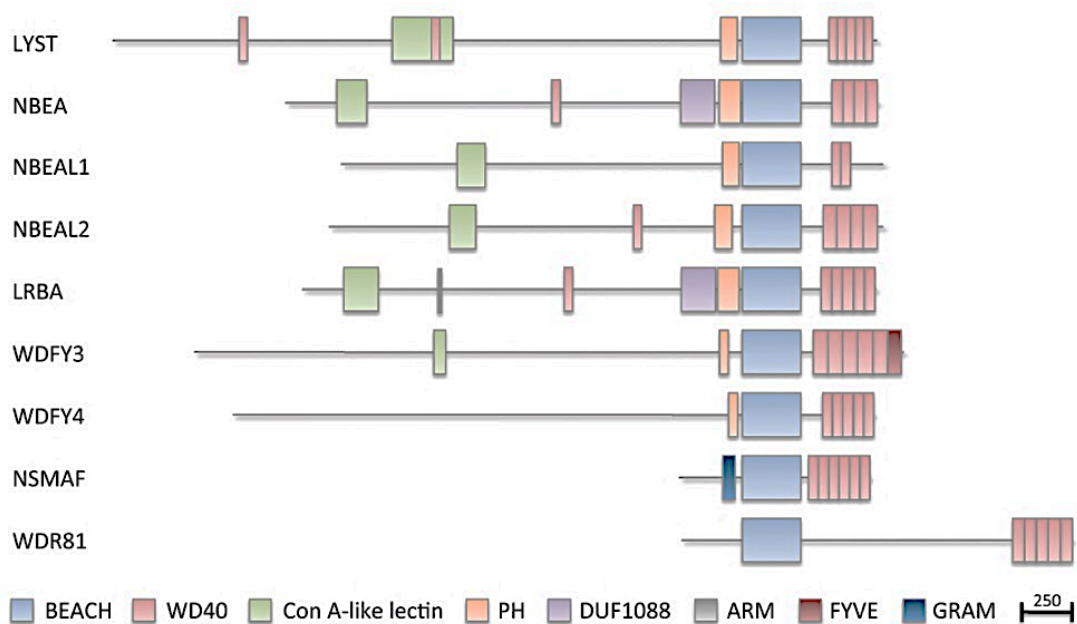 LYST
NBEA
NBEAL1
NBEAL2
LRBA
WDFY3
WDFY4
NSMAF
WDR81
BEACH WD40 Con A-like lectin PH DUF1088 ARM FYVE GRAM 250